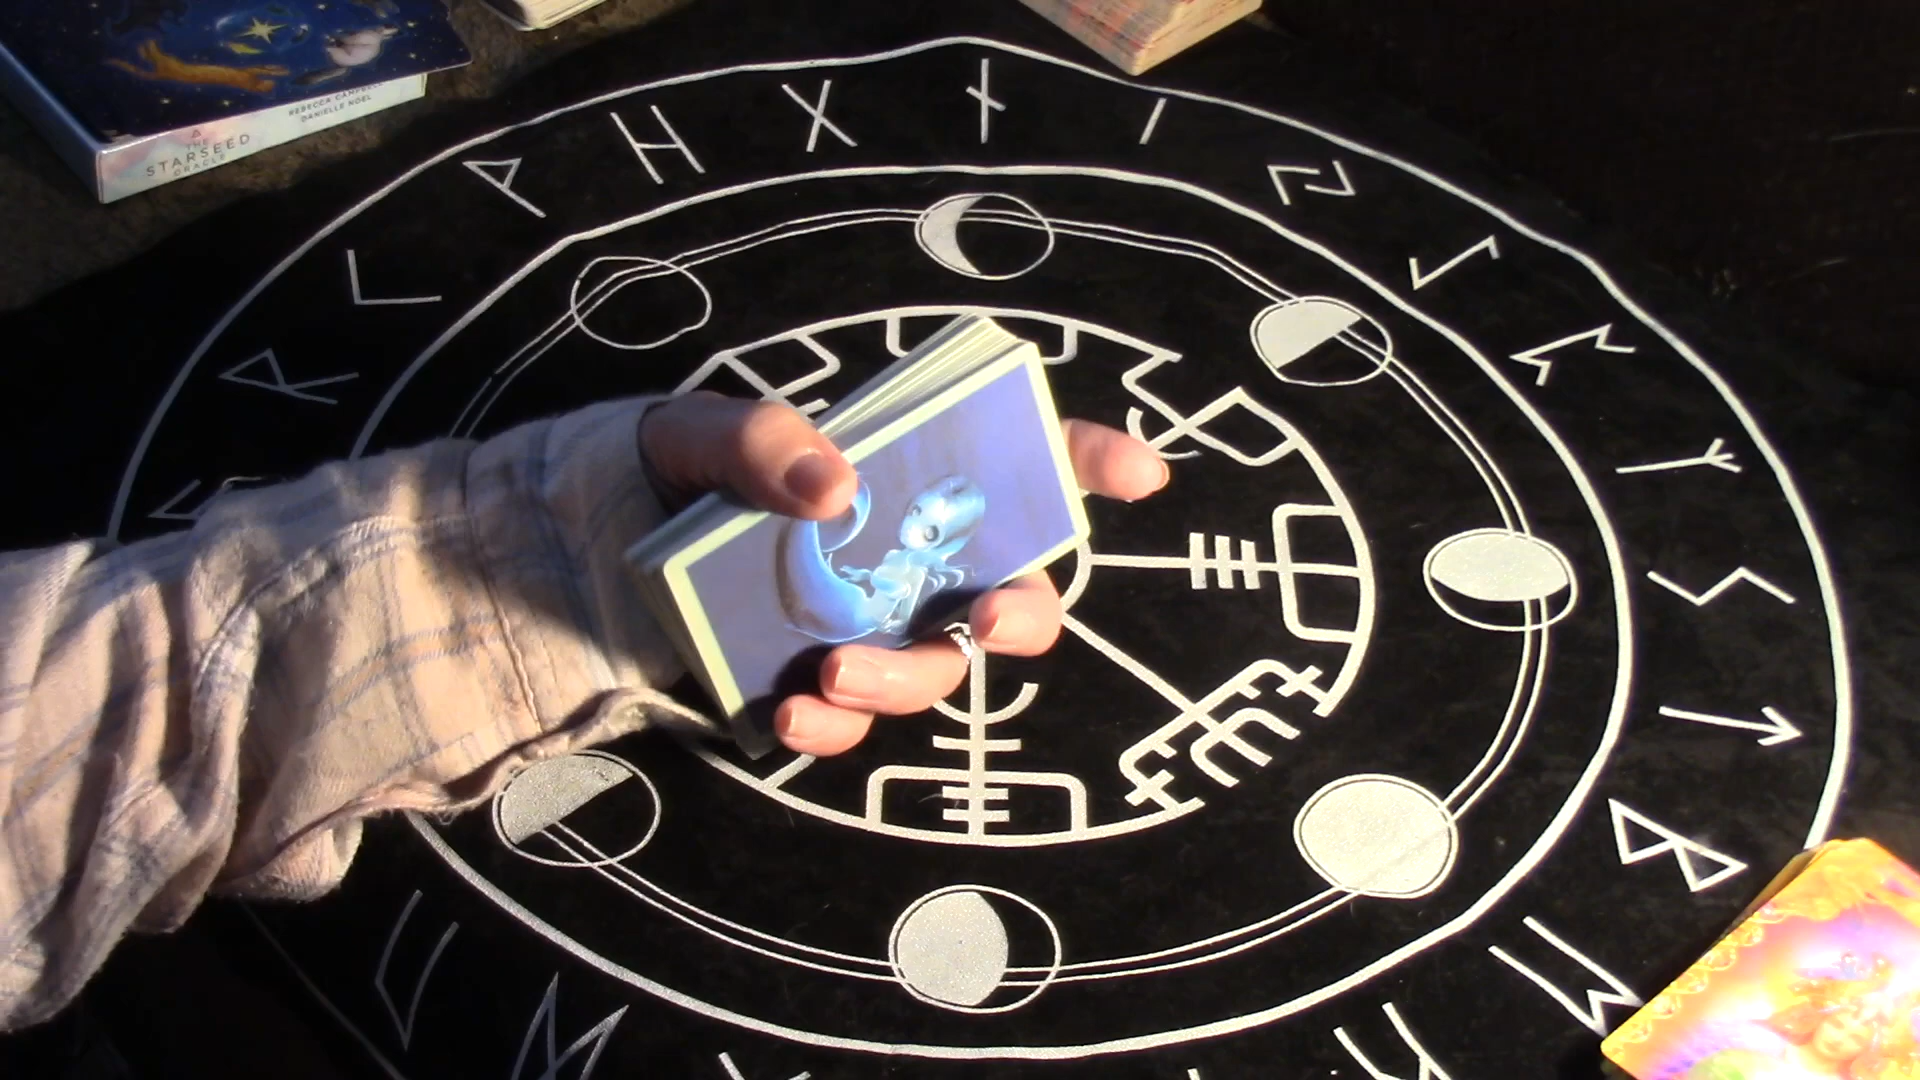 REBECCA CAMPBELL
DANIELLE NOEL
THE
STARSEED
ORACLE